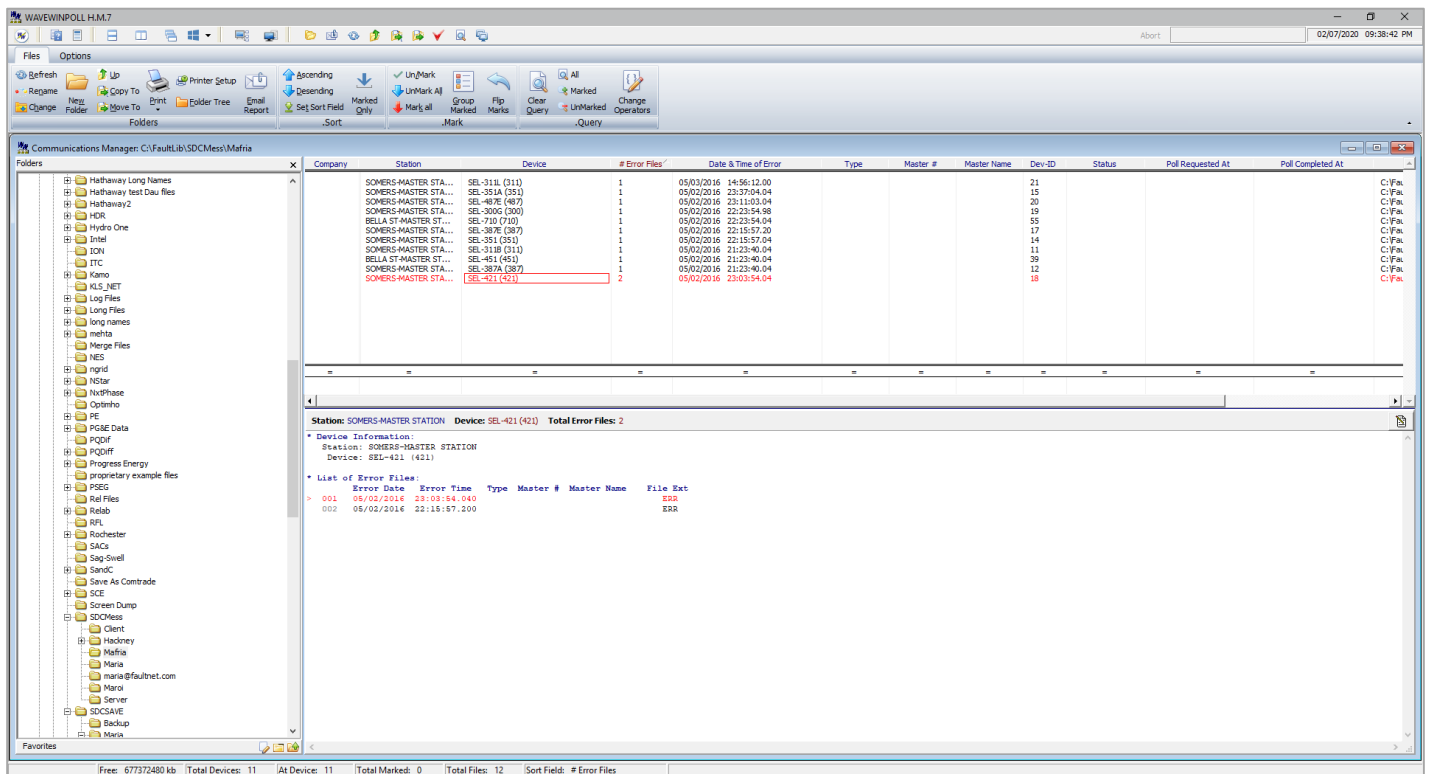 WAVEWINPOLL H.M.7
Abort 02/07/2020 09:38:42 PM
Files Options
Refresh Up Printer Setup Ascending Un/Mark All
Rename Copy To Desending UnMark All Marked
Change New Folder Move To Print Folder Tree Email Report Set Sort Field Marked Only Mark all Group Marked Flip Marks Clear Query UnMarked Change Operators
Folders .Sort .Mark .Query
Communications Manager: C:\FaultLib\SDCMess\Mafria
Folders
Hathaway Long Names
Hathaway test Dau files
Hathaway2
HDR
Hydro One
Intel
ION
ITC
Kamo
KLS_NET
Log Files
Long Files
long names
mehta
Merge Files
NES
ngrid
NStar
NxtPhase
Optimho
PE
PG&E Data
PQDif
PQDiff
Progress Energy
proprietary example files
PSEG
Rel Files
Relab
RFL
Rochester
SACs
Sag-Swell
SandC
Save As Comtrade
SCE
Screen Dump
SDCMess
Client
Hackney
Mafria
Maria
maria@faultnet.com
Maroi
Server
SDCSAVE
Backup
Maria
Favorites
Company Station Device # Error Files Date & Time of Error Type Master # Master Name Dev-ID Status Poll Requested At Poll Completed At
SOMERS-MASTER STA... SEL-311L (311) 1 05/03/2016 14:56:12.00 21 C:\Fau
SOMERS-MASTER STA... SEL-351A (351) 1 05/02/2016 23:37:04.04 15 C:\Fau
SOMERS-MASTER STA... SEL-487E (487) 1 05/02/2016 23:11:03.04 20 C:\Fau
SOMERS-MASTER STA... SEL-300G (300) 1 05/02/2016 22:23:54.98 19 C:\Fau
BELLA ST-MASTER ST... SEL-710 (710) 1 05/02/2016 22:23:54.04 55 C:\Fau
SOMERS-MASTER STA... SEL-387E (387) 1 05/02/2016 22:15:57.20 17 C:\Fau
SOMERS-MASTER STA... SEL-351 (351) 1 05/02/2016 22:15:57.04 14 C:\Fau
SOMERS-MASTER STA... SEL-311B (311) 1 05/02/2016 21:23:40.04 11 C:\Fau
BELLA ST-MASTER ST... SEL-451 (451) 1 05/02/2016 21:23:40.04 39 C:\Fau
SOMERS-MASTER STA... SEL-387A (387) 1 05/02/2016 21:23:40.04 12 C:\Fau
SOMERS-MASTER STA... SEL-421 (421) 2 05/02/2016 23:03:54.04 18 C:\Fau
= = = = = = = = = = = =
Station: SOMERS-MASTER STATION Device: SEL-421 (421) Total Error Files: 2
* Device Information:
Station: SOMERS-MASTER STATION
Device: SEL-421 (421)
* List of Error Files:
Error Date Error Time Type Master # Master Name File Ext
> 001 05/02/2016 23:03:54.040 ERR
002 05/02/2016 22:15:57.200 ERR
Free: 677372480 kb Total Devices: 11 At Device: 11 Total Marked: 0 Total Files: 12 Sort Field: # Error Files